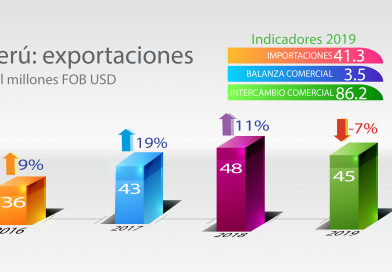 erú: exportaciones
l millones FOB USD
Indicadores 2019
IMPORTACIONES 41.3
BALANZA COMERCIAL 3.5
INTERCAMBIO COMERCIAL 86.2
9%
19%
11%
-7%
36
43
48
45
2016
2017
2018
2019